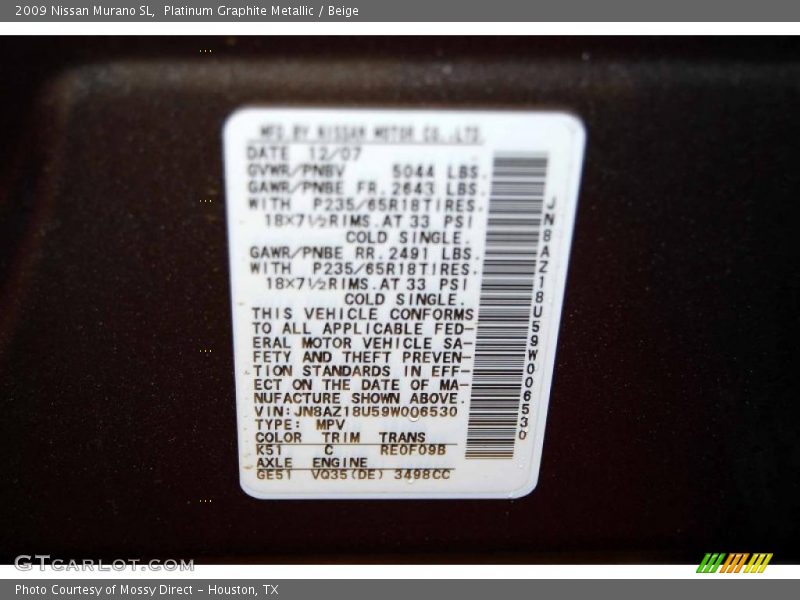 2009 Nissan Murano SL,  Platinum Graphite Metallic / Beige
MFD BY NISSAN MOTOR CO.,LTD.
DATE 12/07
GVWR/PNBV 5044 LBS.
GAWR/PNBE FR. 2643 LBS.
WITH P235/65R18TIRES.
18×7½RIMS.AT 33 PSI
COLD SINGLE.
GAWR/PNBE RR. 2491 LBS.
WITH P235/65R18TIRES.
18×7½RIMS.AT 33 PSI
COLD SINGLE.
THIS VEHICLE CONFORMS
TO ALL APPLICABLE FED-
ERAL MOTOR VEHICLE SA-
FETY AND THEFT PREVEN-
TION STANDARDS IN EFF-
ECT ON THE DATE OF MA-
NUFACTURE SHOWN ABOVE.
VIN:JN8AZ18U59W006530
TYPE: MPV
COLOR TRIM TRANS
K51 C RE0F09B
AXLE ENGINE
GE51 VQ35(DE) 3498CC
JN8AZ18U59W006530
GTCARLOT.COM
Photo Courtesy of Mossy Direct - Houston, TX